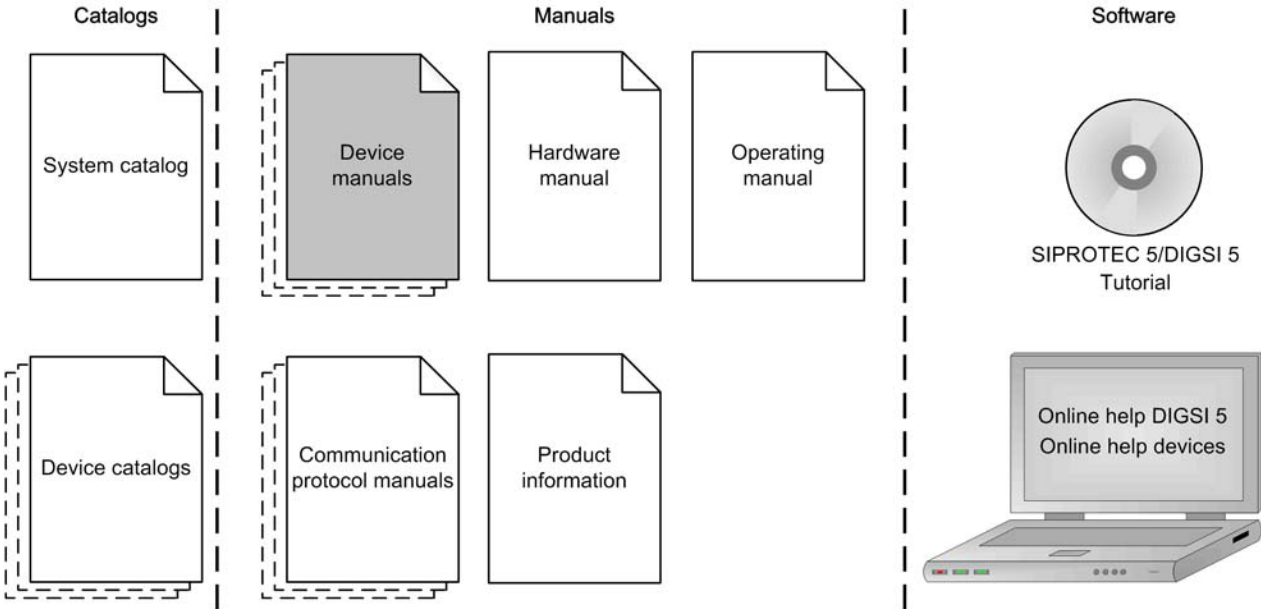 Catalogs
Manuals
Software
System catalog
Device
manuals
Hardware
manual
Operating
manual
SIPROTEC 5/DIGSI 5
Tutorial
Device catalogs
Communication
protocol manuals
Product
information
Online help DIGSI 5
Online help devices